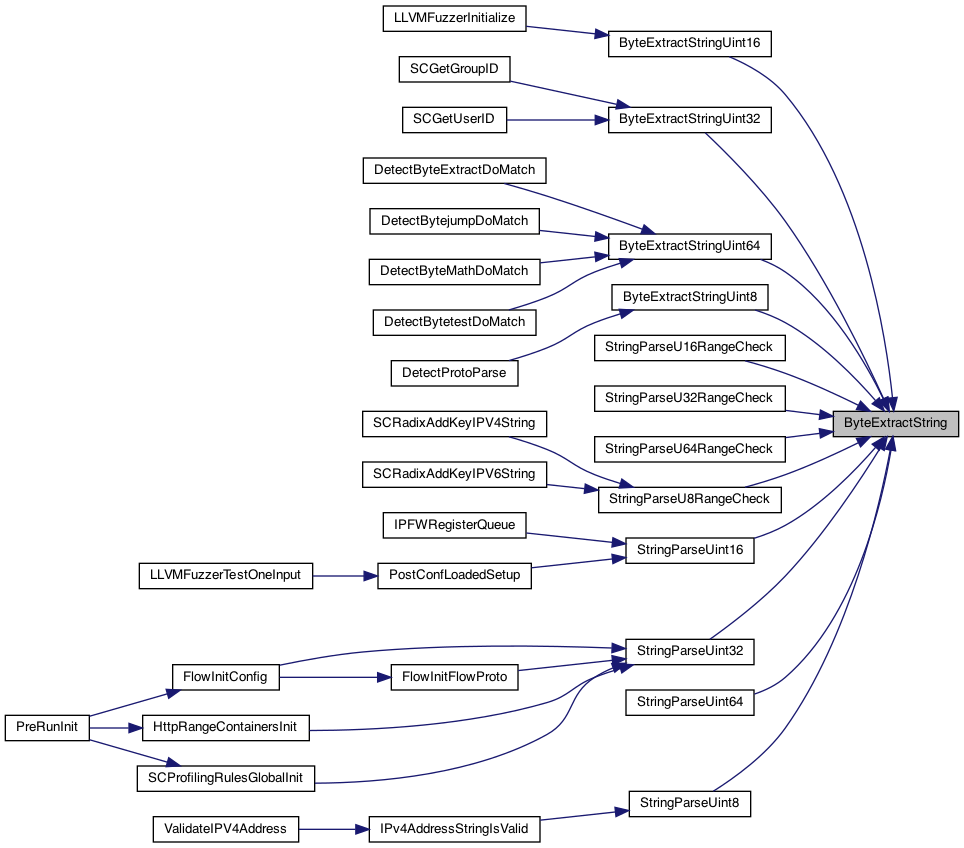 LLVMFuzzerInitialize
ByteExtractStringUint16
SCGetGroupID
SCGetUserID
ByteExtractStringUint32
DetectByteExtractDoMatch
DetectBytejumpDoMatch
ByteExtractStringUint64
DetectByteMathDoMatch
ByteExtractStringUint8
DetectBytetestDoMatch
StringParseU16RangeCheck
DetectProtoParse
StringParseU32RangeCheck
SCRadixAddKeyIPV4String
ByteExtractString
StringParseU64RangeCheck
SCRadixAddKeyIPV6String
StringParseU8RangeCheck
IPFWRegisterQueue
StringParseUint16
LLVMFuzzerTestOneInput
PostConfLoadedSetup
StringParseUint32
FlowInitConfig
FlowInitFlowProto
StringParseUint64
PreRunInit
HttpRangeContainersInit
SCProfilingRulesGlobalInit
StringParseUint8
ValidateIPV4Address
IPv4AddressStringIsValid